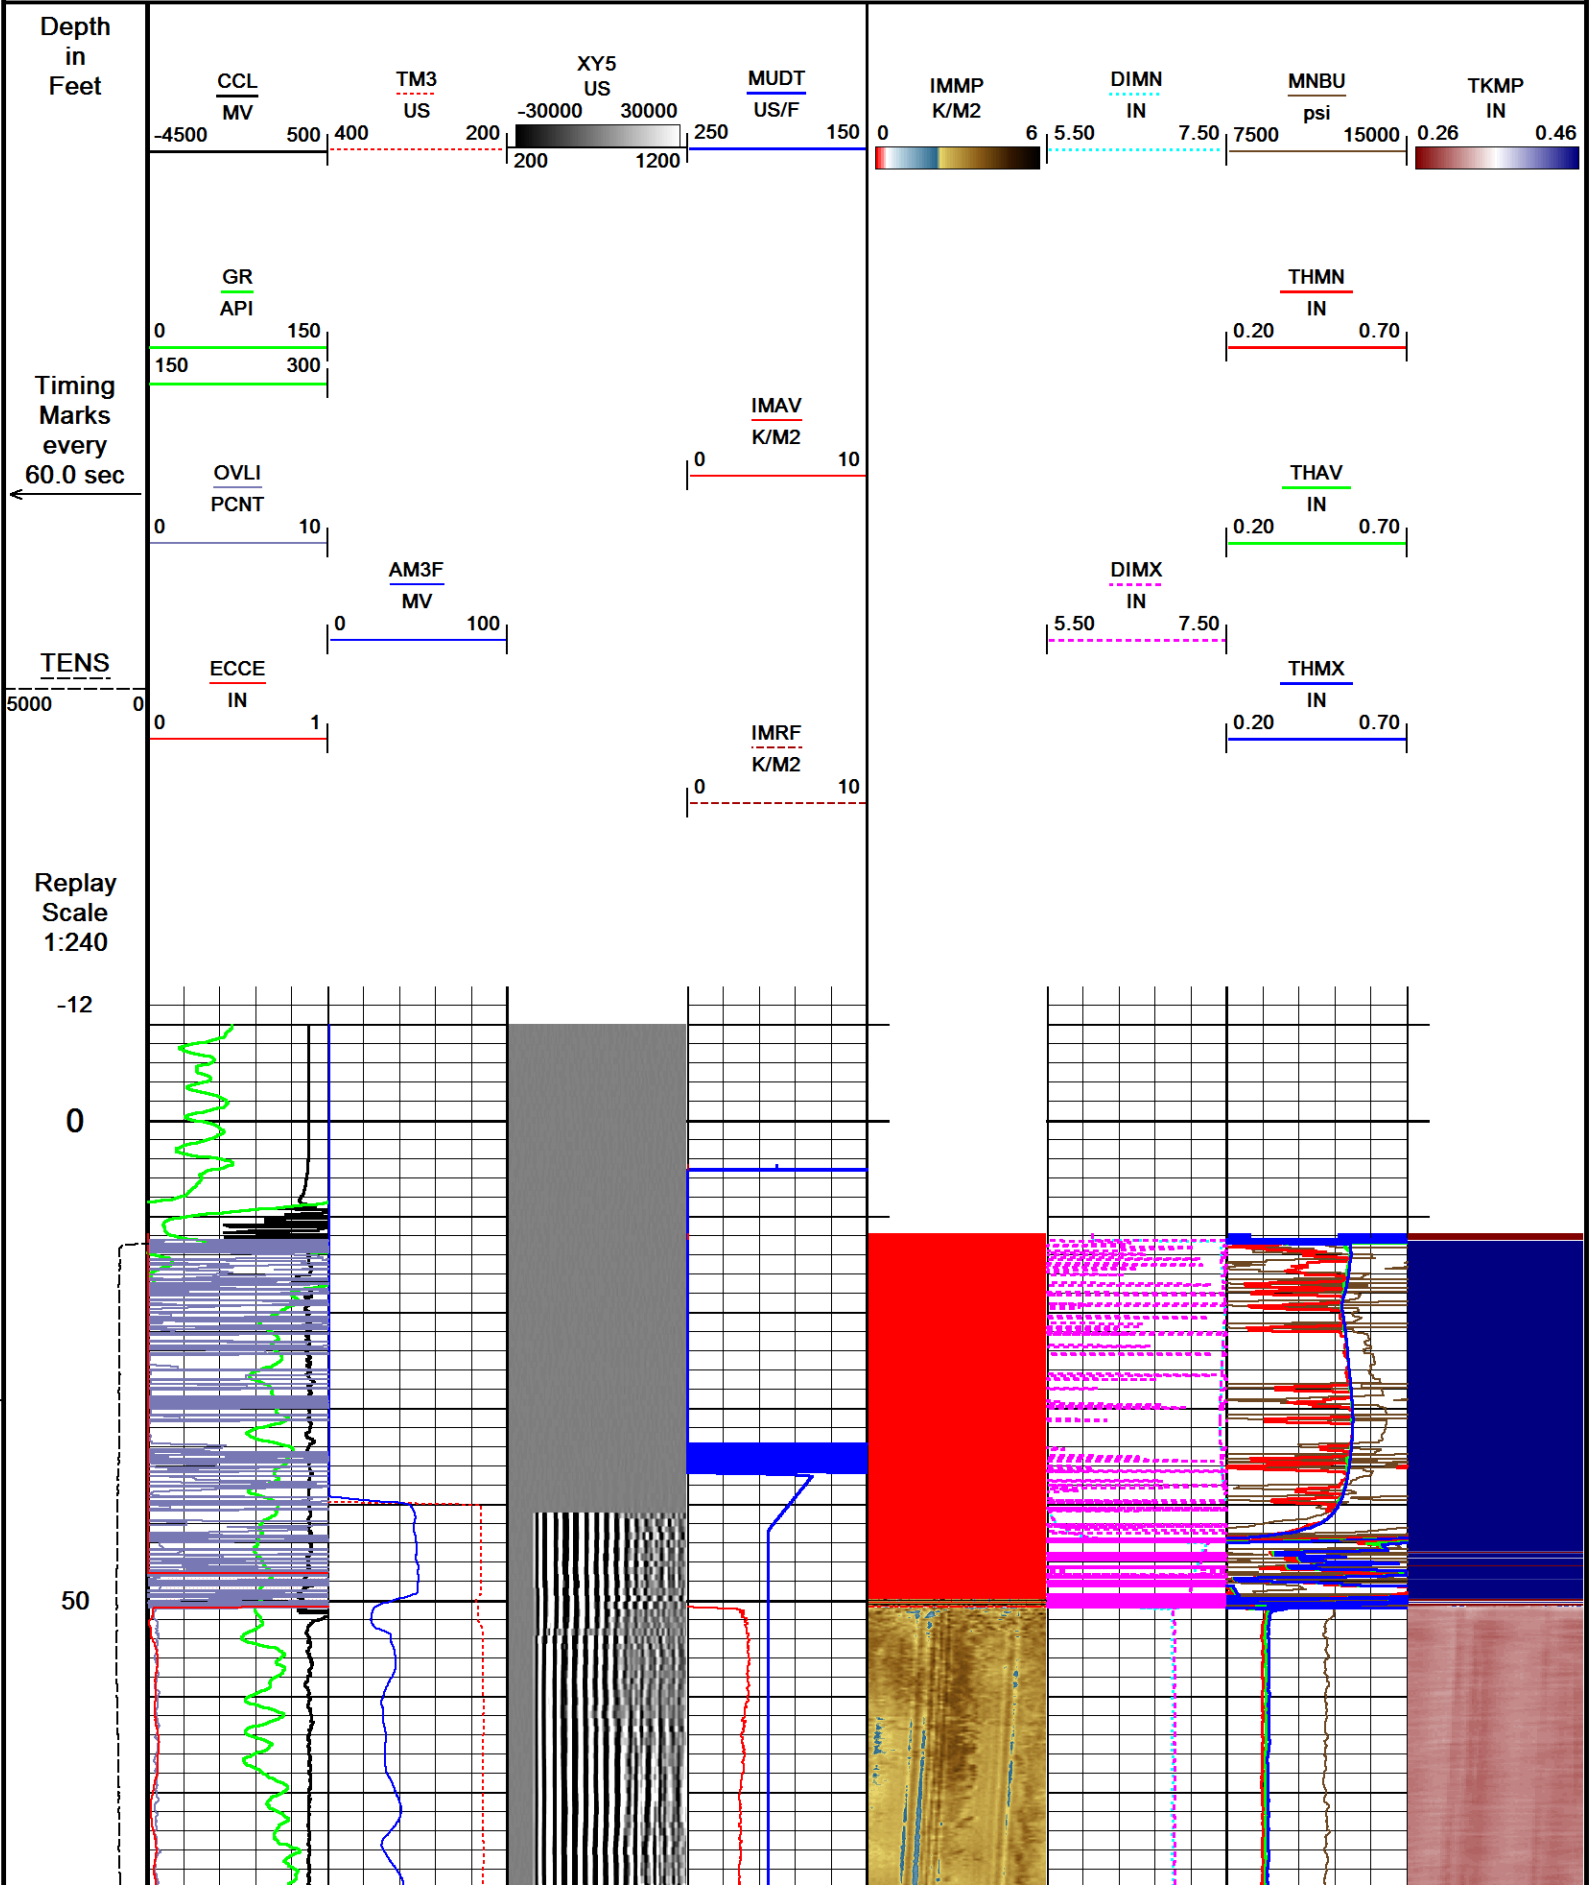 Depth
in
Feet
CCL
MV
-4500 500
TM3
US
400 200
XY5
US
-30000 30000
200 1200
MUDT
US/F
250 150
IMMP
K/M2
0 6
DIMN
IN
5.50 7.50
MNBU
psi
7500 15000
TKMP
IN
0.26 0.46
GR
API
0 150
150 300
THMN
IN
0.20 0.70
Timing
Marks
every
60.0 sec
IMAV
K/M2
0 10
OVLI
PCNT
0 10
THAV
IN
0.20 0.70
AM3F
MV
0 100
DIMX
IN
5.50 7.50
TENS
5000 0
ECCE
IN
0 1
THMX
IN
0.20 0.70
IMRF
K/M2
0 10
Replay
Scale
1:240
-12
0
50